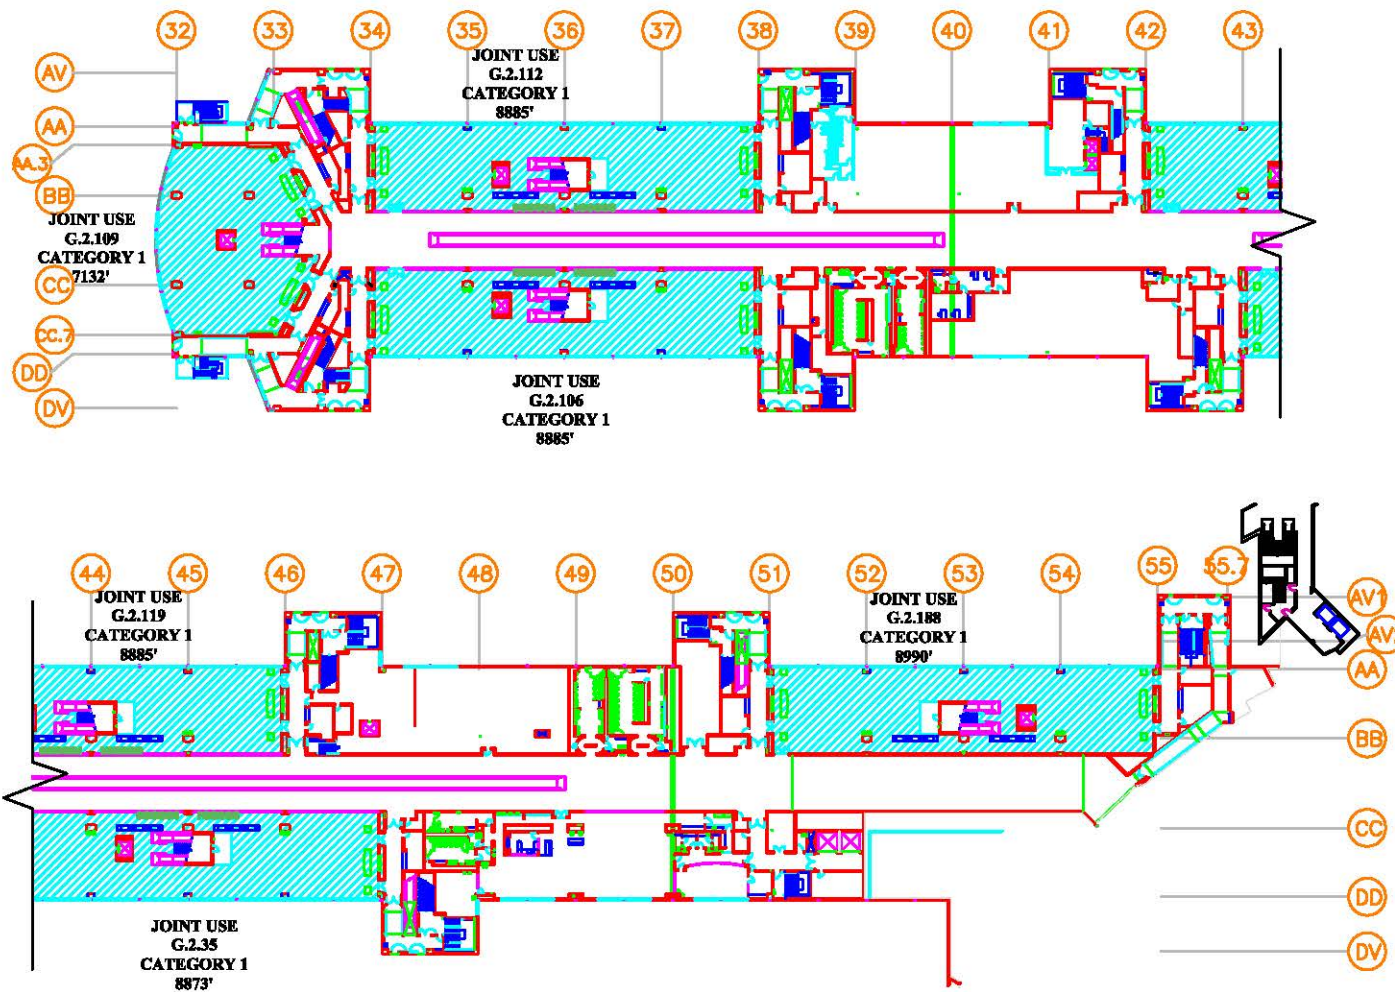 32 33 34 35 36 37 38 39 40 41 42 43
JOINT USE
G.2.112
CATEGORY 1
8885'
AV
AA
AA.3
BB
JOINT USE
G.2.109
CATEGORY 1
7132'
CC
CC.7
DD
DV
JOINT USE
G.2.106
CATEGORY 1
8885'
44 45 46 47 48 49 50 51 52 53 54 55 55.7
JOINT USE
G.2.119
CATEGORY 1
8885'
JOINT USE
G.2.188
CATEGORY 1
8990'
AV1
AA
BB
CC
DD
DV
JOINT USE
G.2.35
CATEGORY 1
8873'